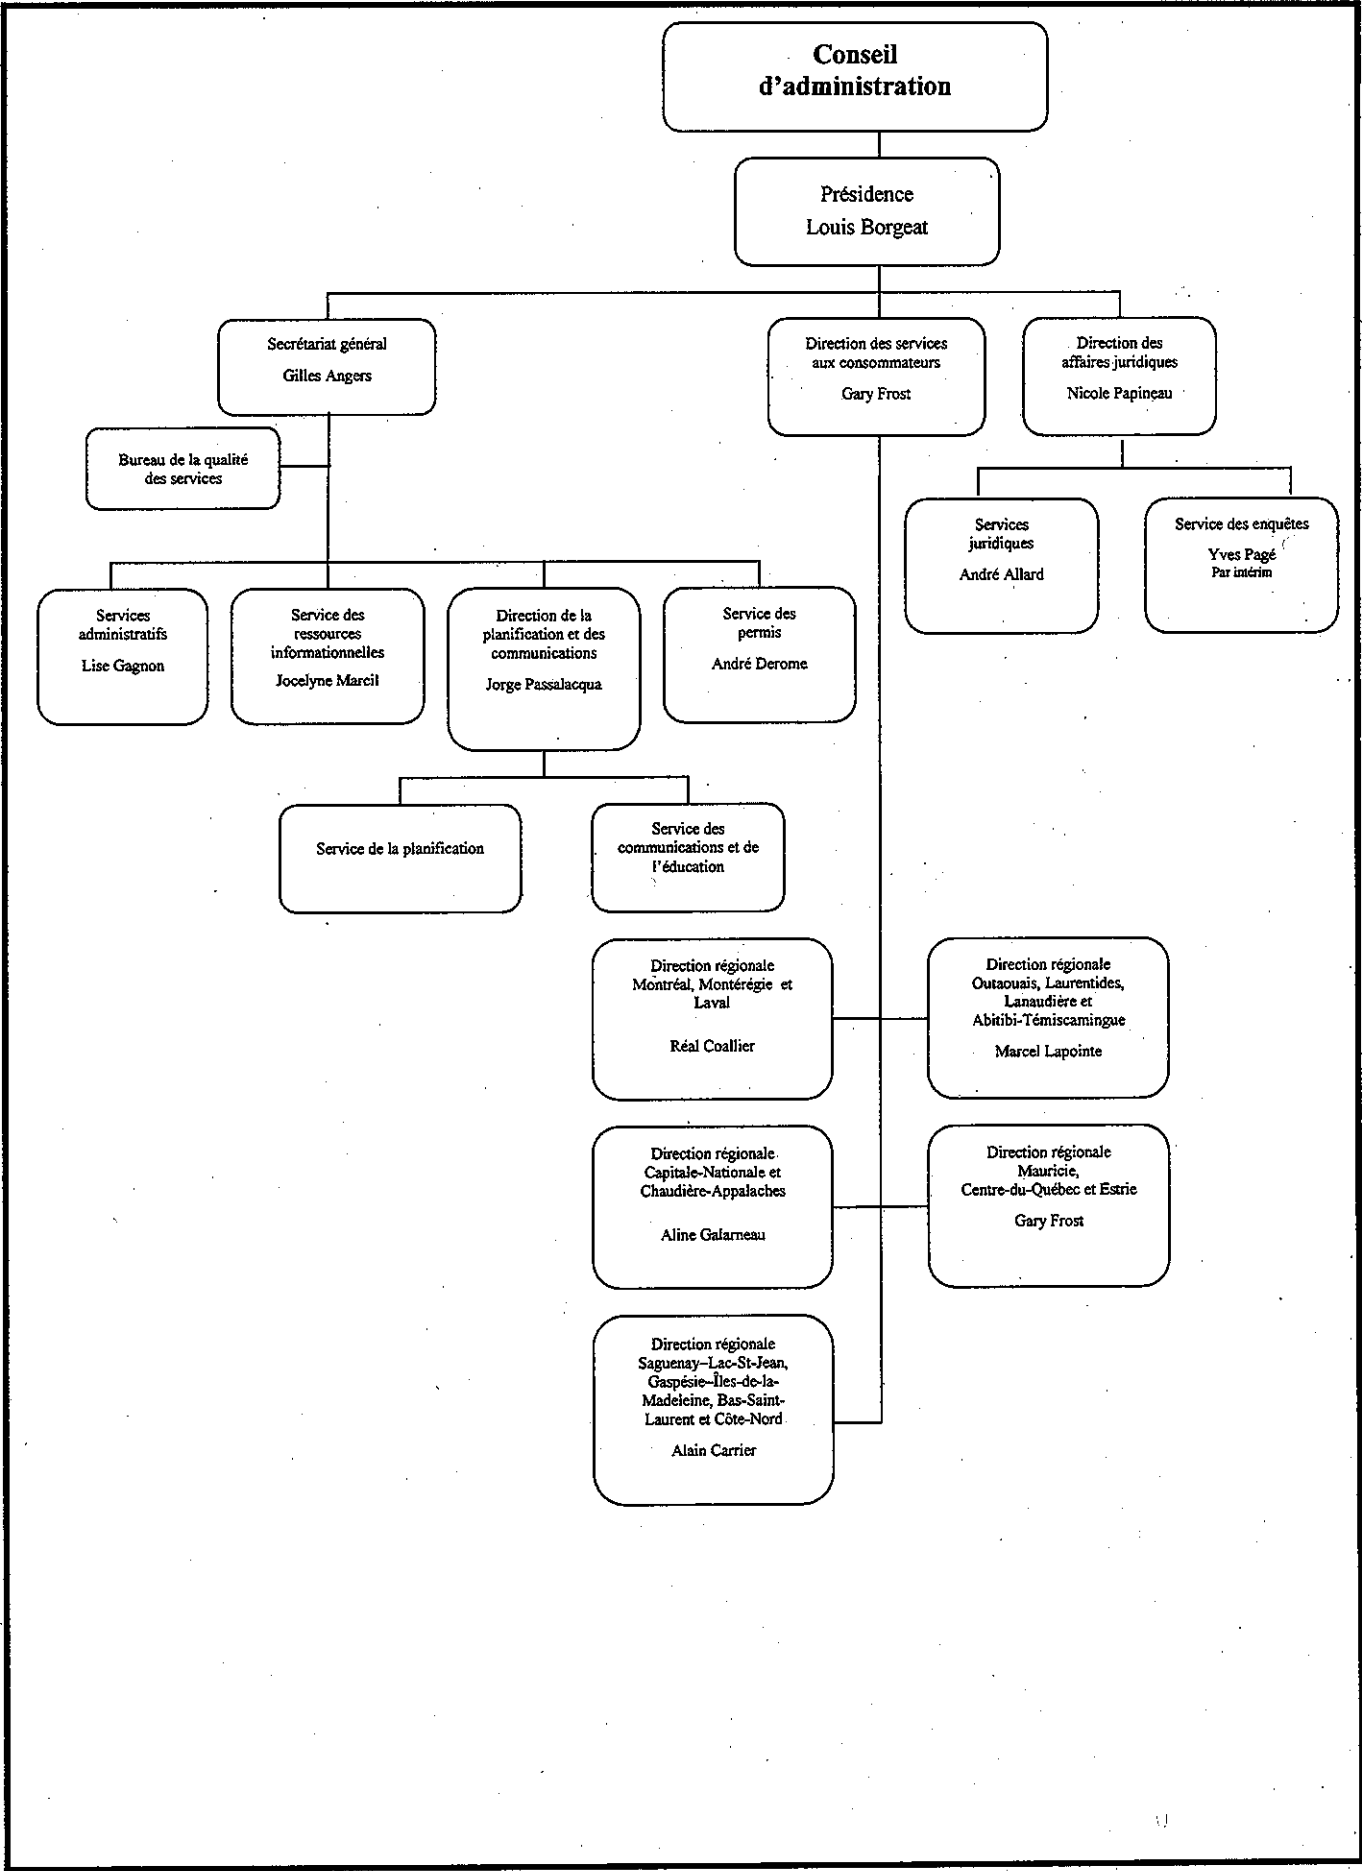 Conseil
d'administration
Présidence
Louis Borgeat
Secrétariat général
Gilles Angers
Direction des services
aux consommateurs
Gary Frost
Direction des
affaires juridiques
Nicole Papineau
Bureau de la qualité
des services
Services
juridiques
André Allard
Service des enquêtes
Yves Pagé
Par intérim
Services
administratifs
Lise Gagnon
Service des
ressources
informationnelles
Jocelyne Marcil
Direction de la
planification et des
communications
Jorge Passalacqua
Service des
permis
André Derome
Service de la planification
Service des
communications et de
l'éducation
Direction régionale
Montréal, Montérégie et
Laval
Réal Coallier
Direction régionale
Outaouais, Laurentides,
Lanaudière et
Abitibi-Témiscamingue
Marcel Lapointe
Direction régionale
Capitale-Nationale et
Chaudière-Appalaches
Aline Galarneau
Direction régionale
Mauricie,
Centre-du-Québec et Estrie
Gary Frost
Direction régionale
Saguenay–Lac-St-Jean,
Gaspésie–Îles-de-la-
Madeleine, Bas-Saint-
Laurent et Côte-Nord
Alain Carrier